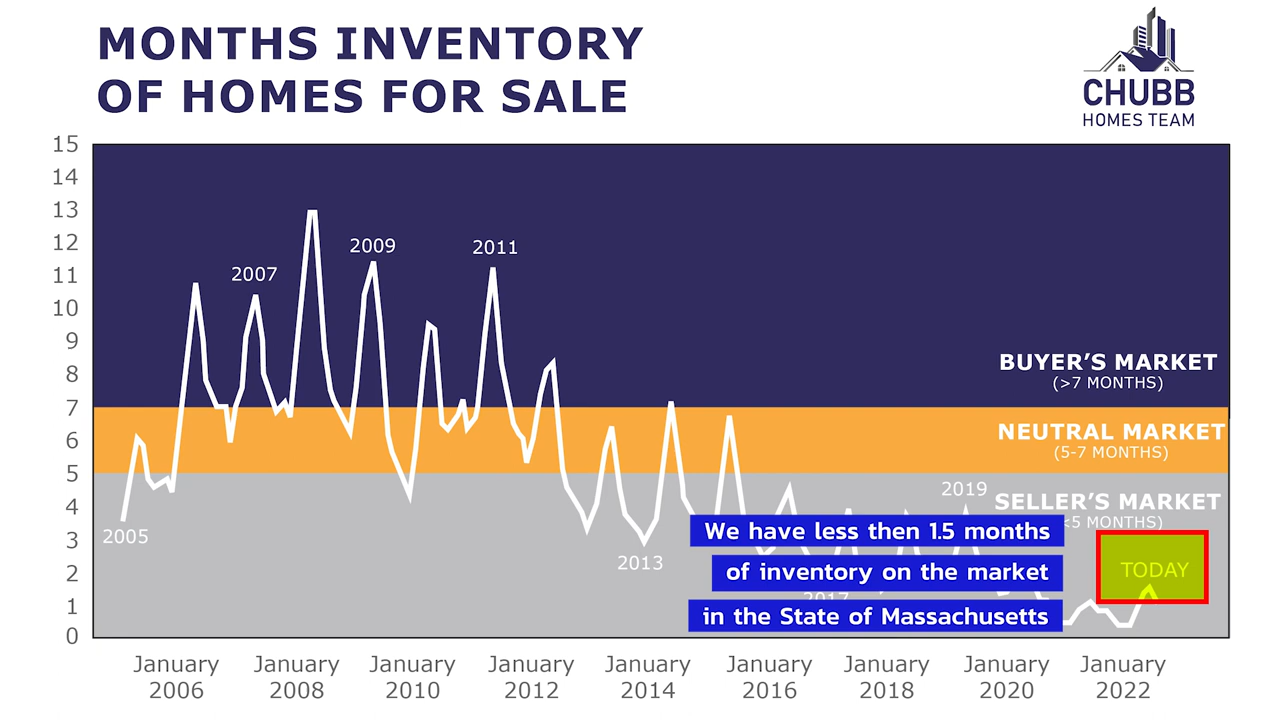 MONTHS INVENTORY
OF HOMES FOR SALE
CHUBB
HOMES TEAM
15
14
13
12
11
10
9
8
7
6
5
4
3
2
1
0
2005
2007
2009
2011
2013
2017
2019
BUYER'S MARKET
(>7 MONTHS)
NEUTRAL MARKET
(5-7 MONTHS)
SELLER'S MARKET
<5 MONTHS)
TODAY
We have less then 1.5 months
of inventory on the market
in the State of Massachusetts
January 2006
January 2008
January 2010
January 2012
January 2014
January 2016
January 2018
January 2020
January 2022